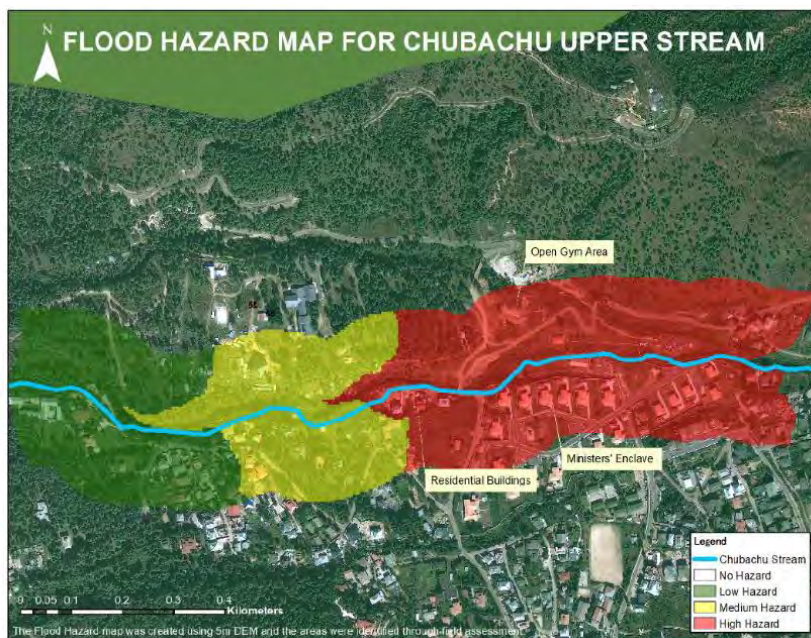 N
FLOOD HAZARD MAP FOR CHUBACHU UPPER STREAM
Open Gym Area
Ministers' Enclave
Residential Buildings
Legend
Chubachu Stream
No Hazard
Low Hazard
Medium Hazard
High Hazard
0 0.05 0.1 0.2 0.3 0.4
Kilometers
The Flood Hazard map was created using 5m DEM and the areas were identified through field assessment